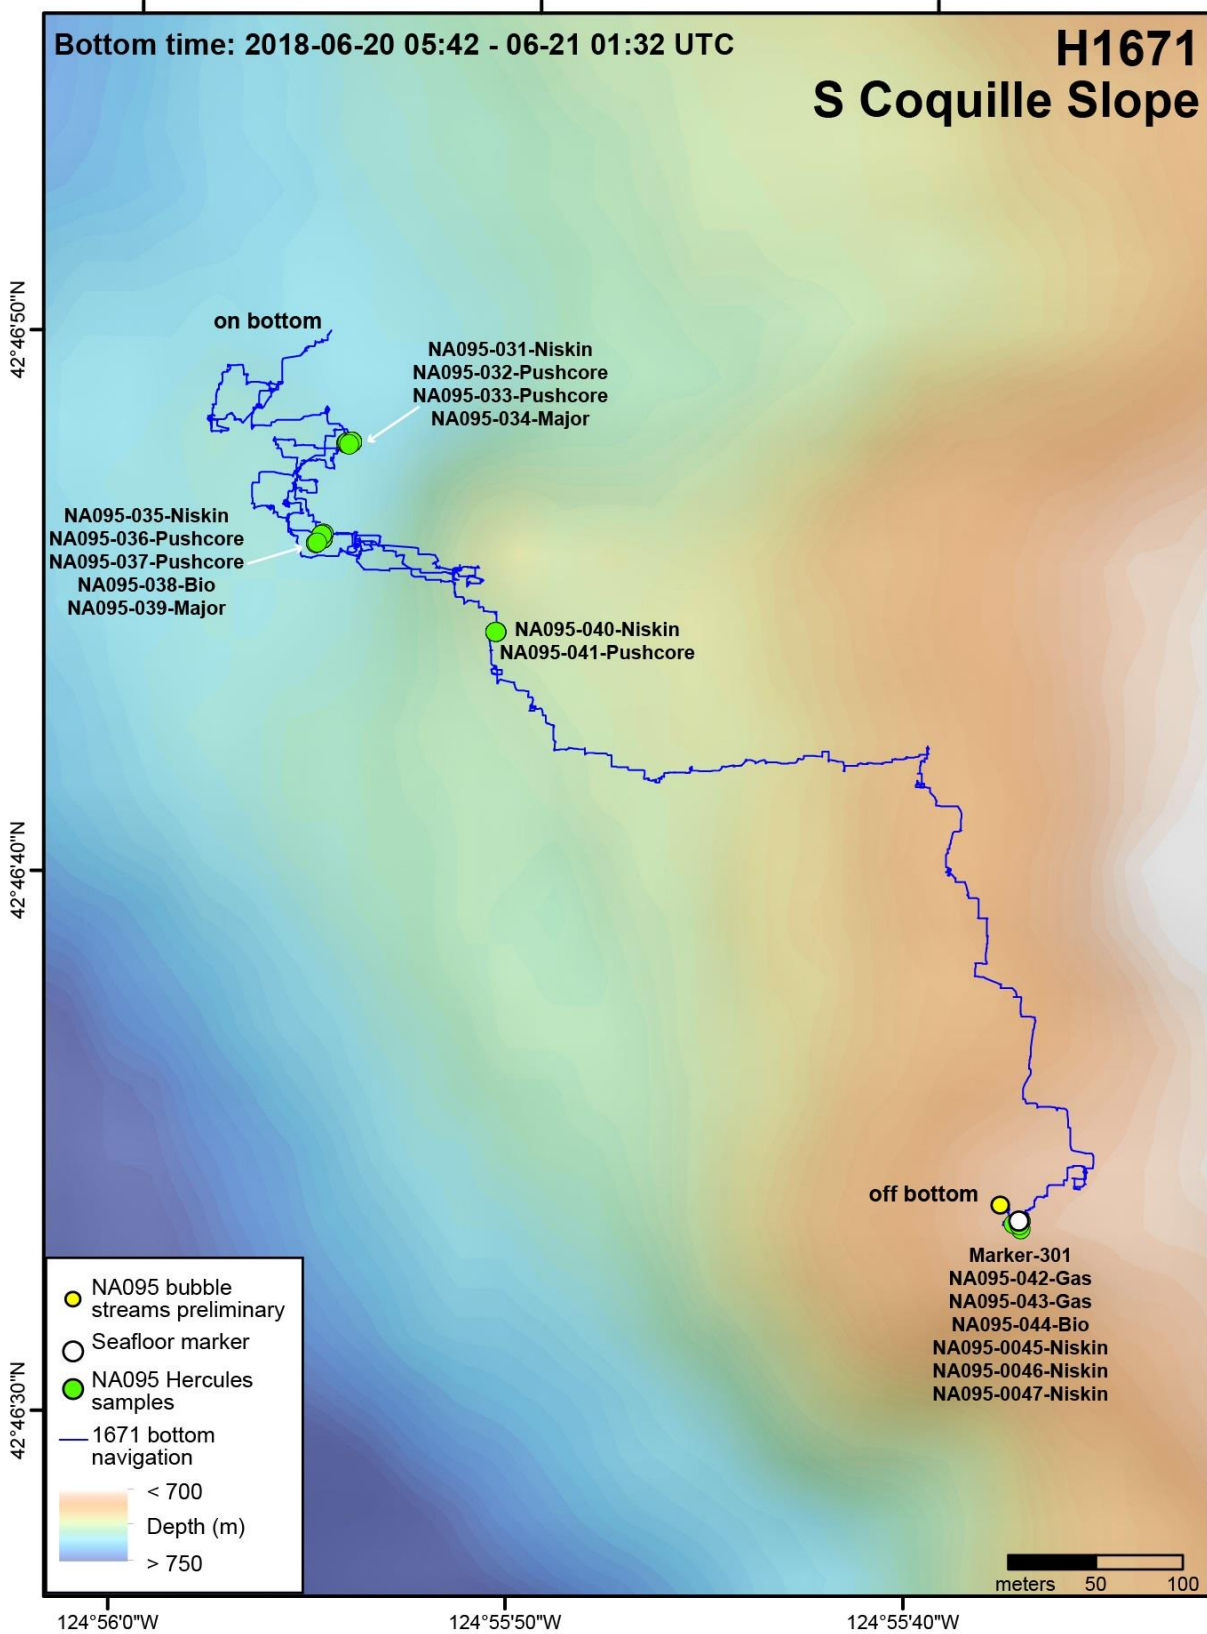 Bottom time: 2018-06-20 05:42 - 06-21 01:32 UTC
H1671
S Coquille Slope
42°46'50"N
on bottom
NA095-031-Niskin
NA095-032-Pushcore
NA095-033-Pushcore
NA095-034-Major
NA095-035-Niskin
NA095-036-Pushcore
NA095-037-Pushcore
NA095-038-Bio
NA095-039-Major
NA095-040-Niskin
NA095-041-Pushcore
42°46'40"N
off bottom
Marker-301
NA095-042-Gas
NA095-043-Gas
NA095-044-Bio
NA095-0045-Niskin
NA095-0046-Niskin
NA095-0047-Niskin
42°46'30"N
NA095 bubble
streams preliminary
Seafloor marker
NA095 Hercules
samples
1671 bottom
navigation
< 700
Depth (m)
> 750
meters 50 100
124°56'0"W
124°55'50"W
124°55'40"W